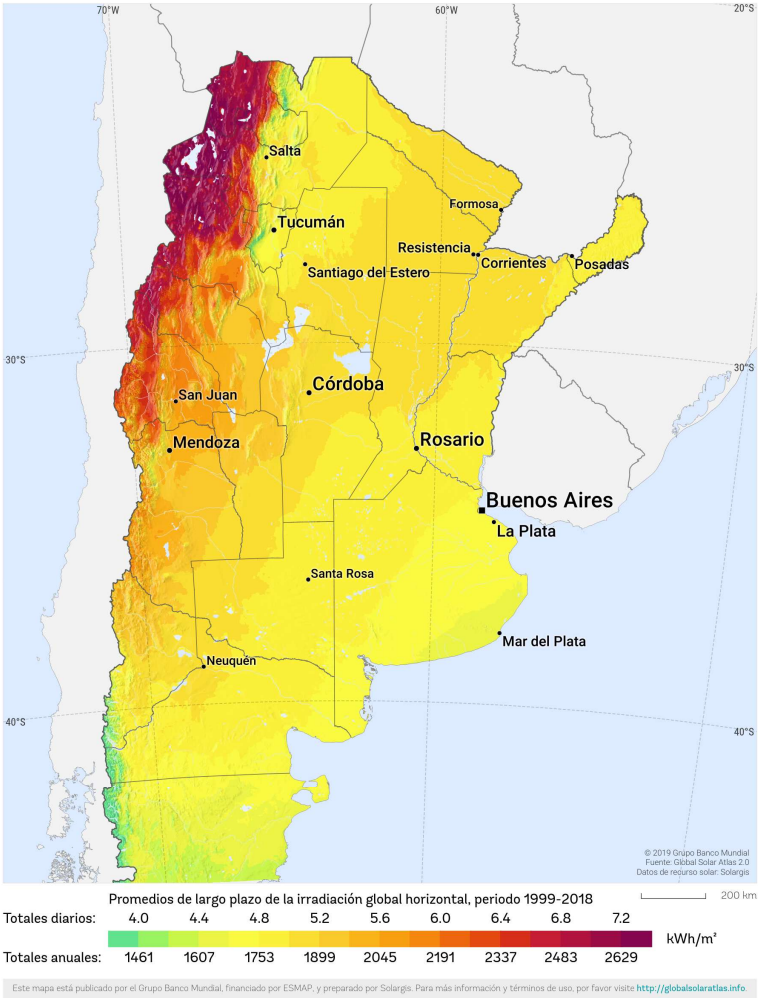 70°W 60°W 20°S
Salta
Formosa
Tucumán
Resistencia
Corrientes
Posadas
Santiago del Estero
30°S
30°S
Córdoba
San Juan
Rosario
Mendoza
Buenos Aires
La Plata
Santa Rosa
Mar del Plata
Neuquén
40°S
40°S
© 2019 Grupo Banco Mundial
Fuente: Global Solar Atlas 2.0
Datos de recurso solar: Solargis
Promedios de largo plazo de la irradiación global horizontal, periodo 1999-2018
200 km
Totales diarios: 4.0 4.4 4.8 5.2 5.6 6.0 6.4 6.8 7.2
kWh/m²
Totales anuales: 1461 1607 1753 1899 2045 2191 2337 2483 2629
Este mapa está publicado por el Grupo Banco Mundial, financiado por ESMAP, y preparado por Solargis. Para más información y términos de uso, por favor visite http://globalsolaratlas.info.